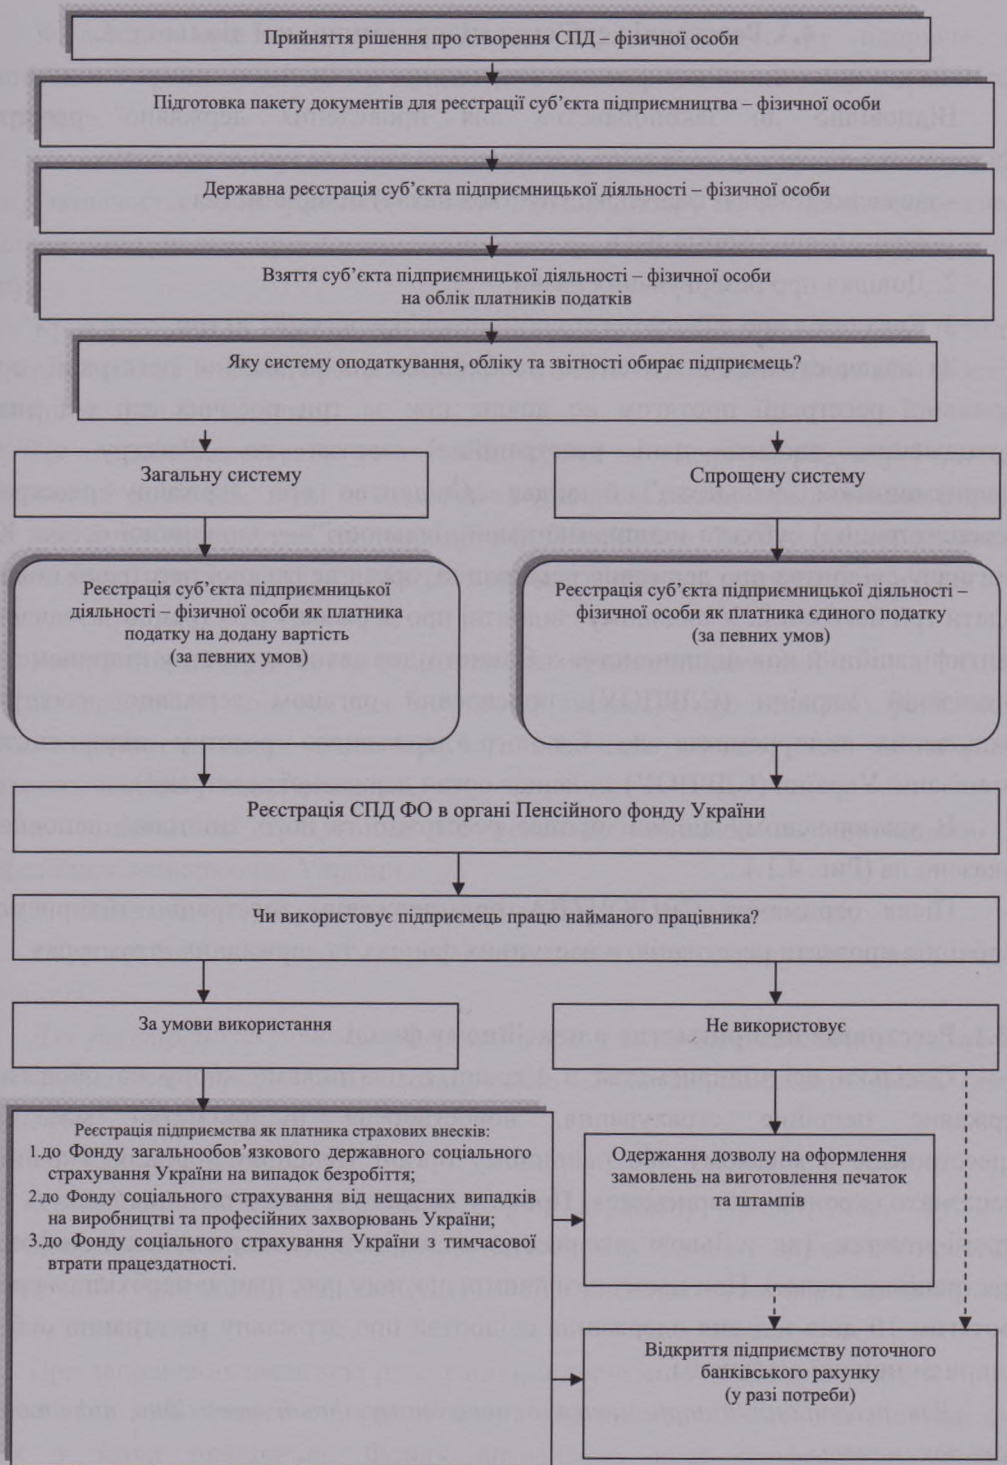 Прийняття рішення про створення СПД – фізичної особи
Підготовка пакету документів для реєстрації суб’єкта підприємництва – фізичної особи
Державна реєстрація суб’єкта підприємницької діяльності – фізичної особи
Взяття суб’єкта підприємницької діяльності – фізичної особи
на облік платників податків
Яку систему оподаткування, обліку та звітності обирає підприємець?
Загальну систему
Спрощену систему
Реєстрація суб’єкта підприємницької
діяльності – фізичної особи як платника
податку на додану вартість
(за певних умов)
Реєстрація суб’єкта підприємницької діяльності –
фізичної особи як платника єдиного податку
(за певних умов)
Реєстрація СПД ФО в органі Пенсійного фонду України
Чи використовує підприємець працю найманого працівника?
За умови використання
Не використовує
Реєстрація підприємства як платника страхових внесків:
1.до Фонду загальнообов’язкового державного соціального
страхування України на випадок безробіття;
2.до Фонду соціального страхування від нещасних випадків
на виробництві та професійних захворювань України;
3.до Фонду соціального страхування України з тимчасової
втрати працездатності.
Одержання дозволу на оформлення
замовлень на виготовлення печаток
та штампів
Відкриття підприємству поточного
банківського рахунку
(у разі потреби)